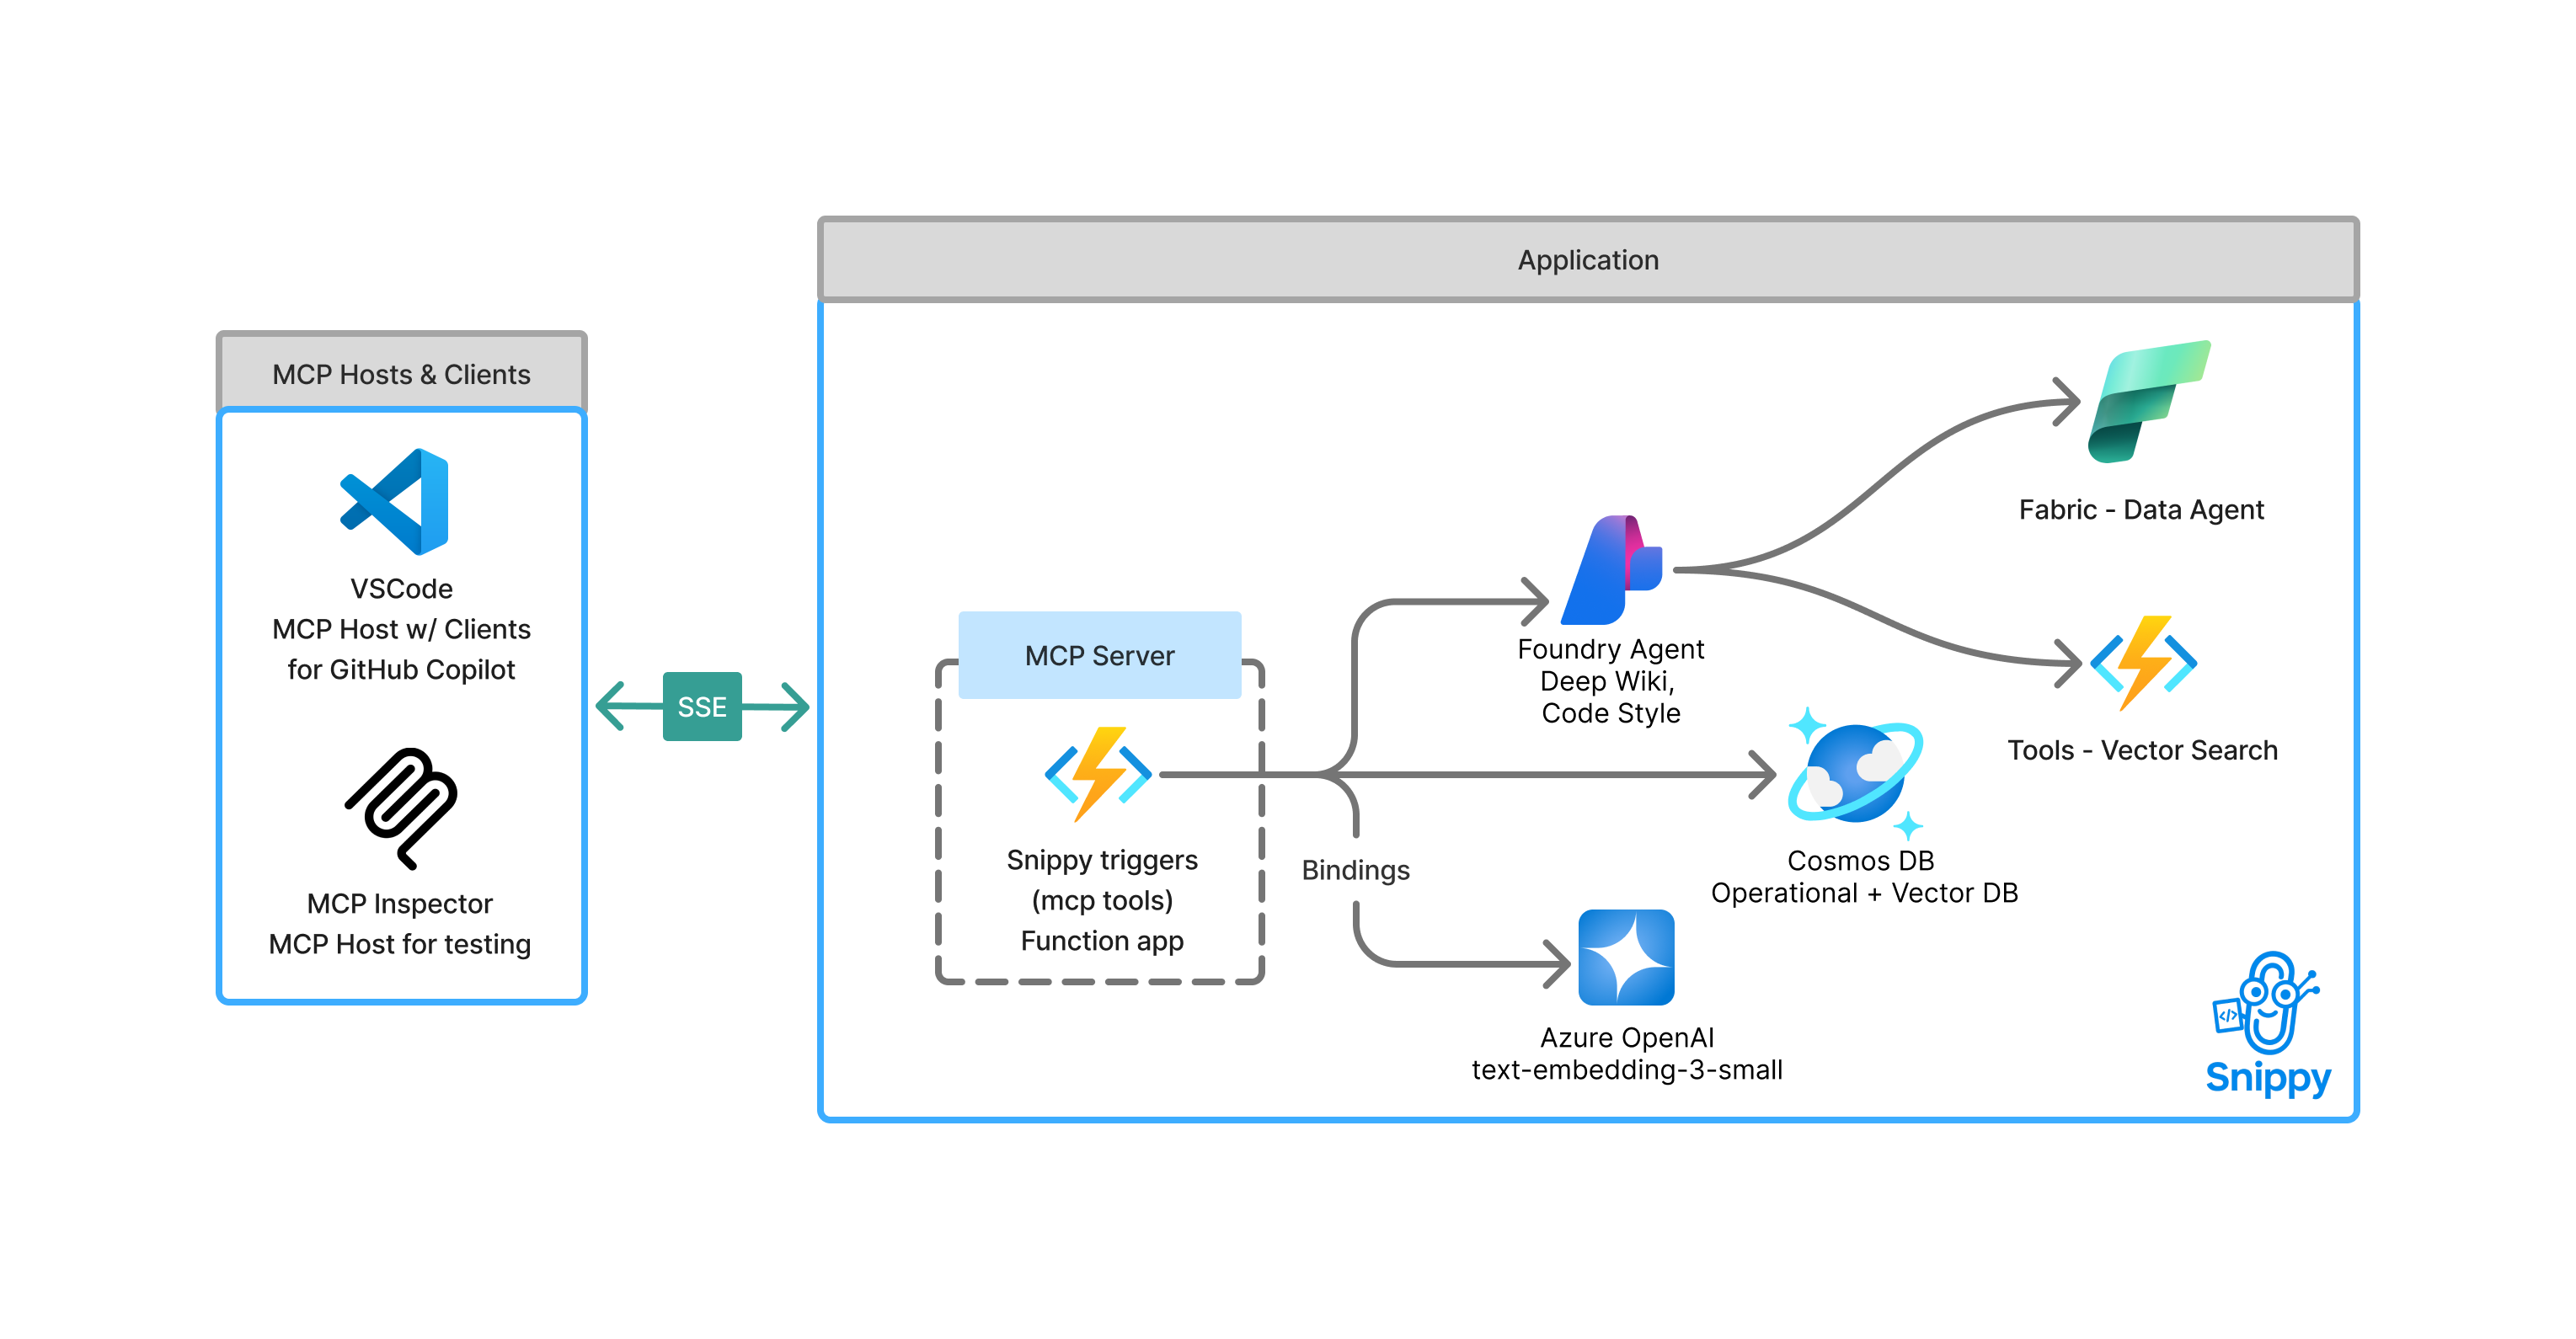 Application
MCP Hosts & Clients
VSCode
MCP Host w/ Clients
for GitHub Copilot
MCP Inspector
MCP Host for testing
SSE
MCP Server
Snippy triggers
(mcp tools)
Function app
Bindings
Foundry Agent
Deep Wiki,
Code Style
Fabric - Data Agent
Tools - Vector Search
Cosmos DB
Operational + Vector DB
Azure OpenAI
text-embedding-3-small
</>
Snippy